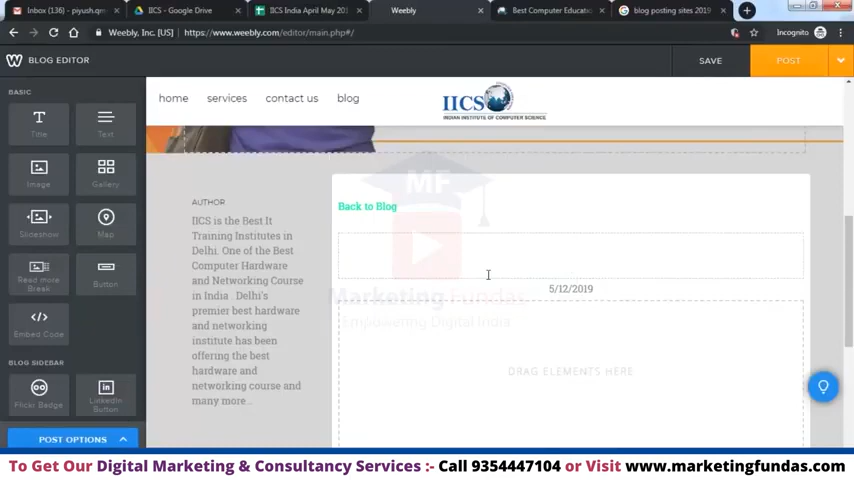 Inbox (136) - piyush.qm
IICS - Google Drive
IICS India April May 201
Weebly
Best Computer Educatio
blog posting sites 2019
Weebly, Inc. [US]
https://www.weebly.com/editor/main.php#/
Incognito
BLOG EDITOR
SAVE
POST
BASIC
Title
Text
Image
Gallery
Slideshow
Map
Read more
Break
Button
Embed Code
BLOG SIDEBAR
Flickr Badge
LinkedIn
Button
POST OPTIONS
home
services
contact us
blog
IICS
INDIAN INSTITUTE OF COMPUTER SCIENCE
AUTHOR
IICS is the Best It
Training Institutes in
Delhi. One of the Best
Computer Hardware
and Networking Course
in India . Delhi's
premier best hardware
and networking
institute has been
offering the best
hardware and
networking course and
many more...
Back to Blog
5/12/2019
DRAG ELEMENTS HERE
MF
Marketing Fundas
Empowering Digital India
To Get Our Digital Marketing & Consultancy Services :- Call 9354447104 or Visit www.marketingfundas.com